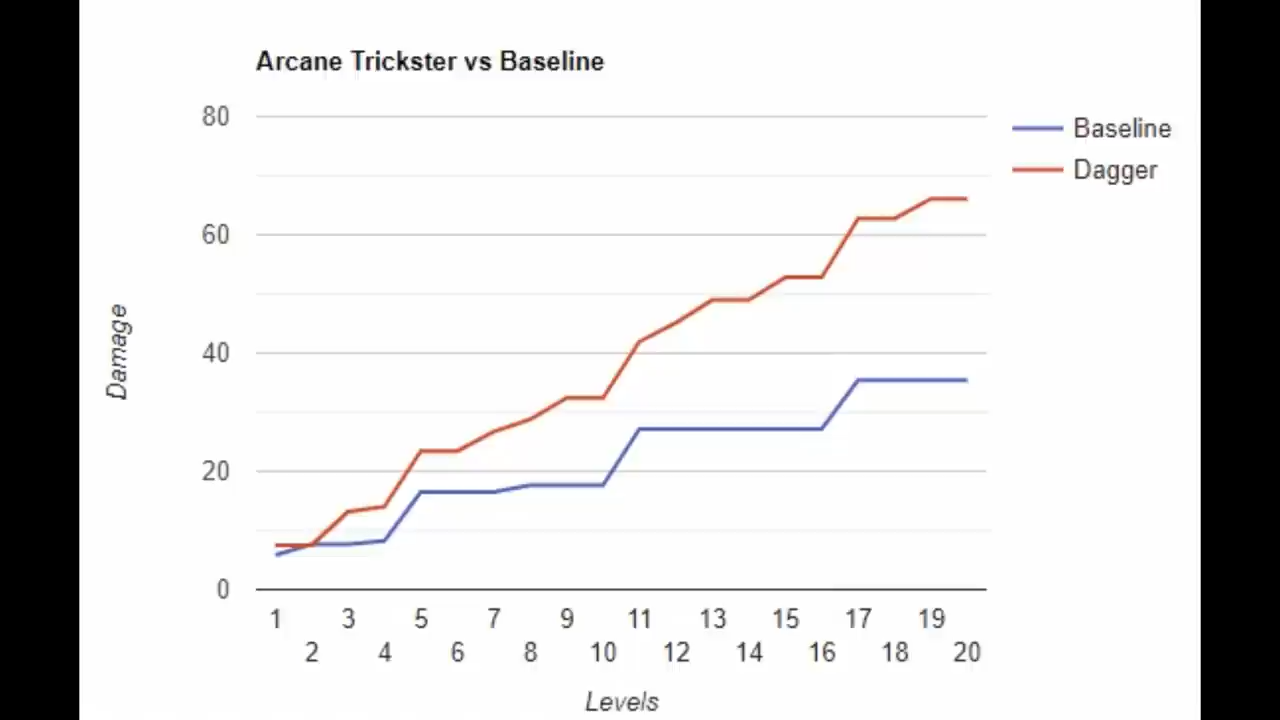 Arcane Trickster vs Baseline
80
60
40
20
0
Damage
Baseline
Dagger
1 3 5 7 9 11 13 15 17 19
2 4 6 8 10 12 14 16 18 20
Levels